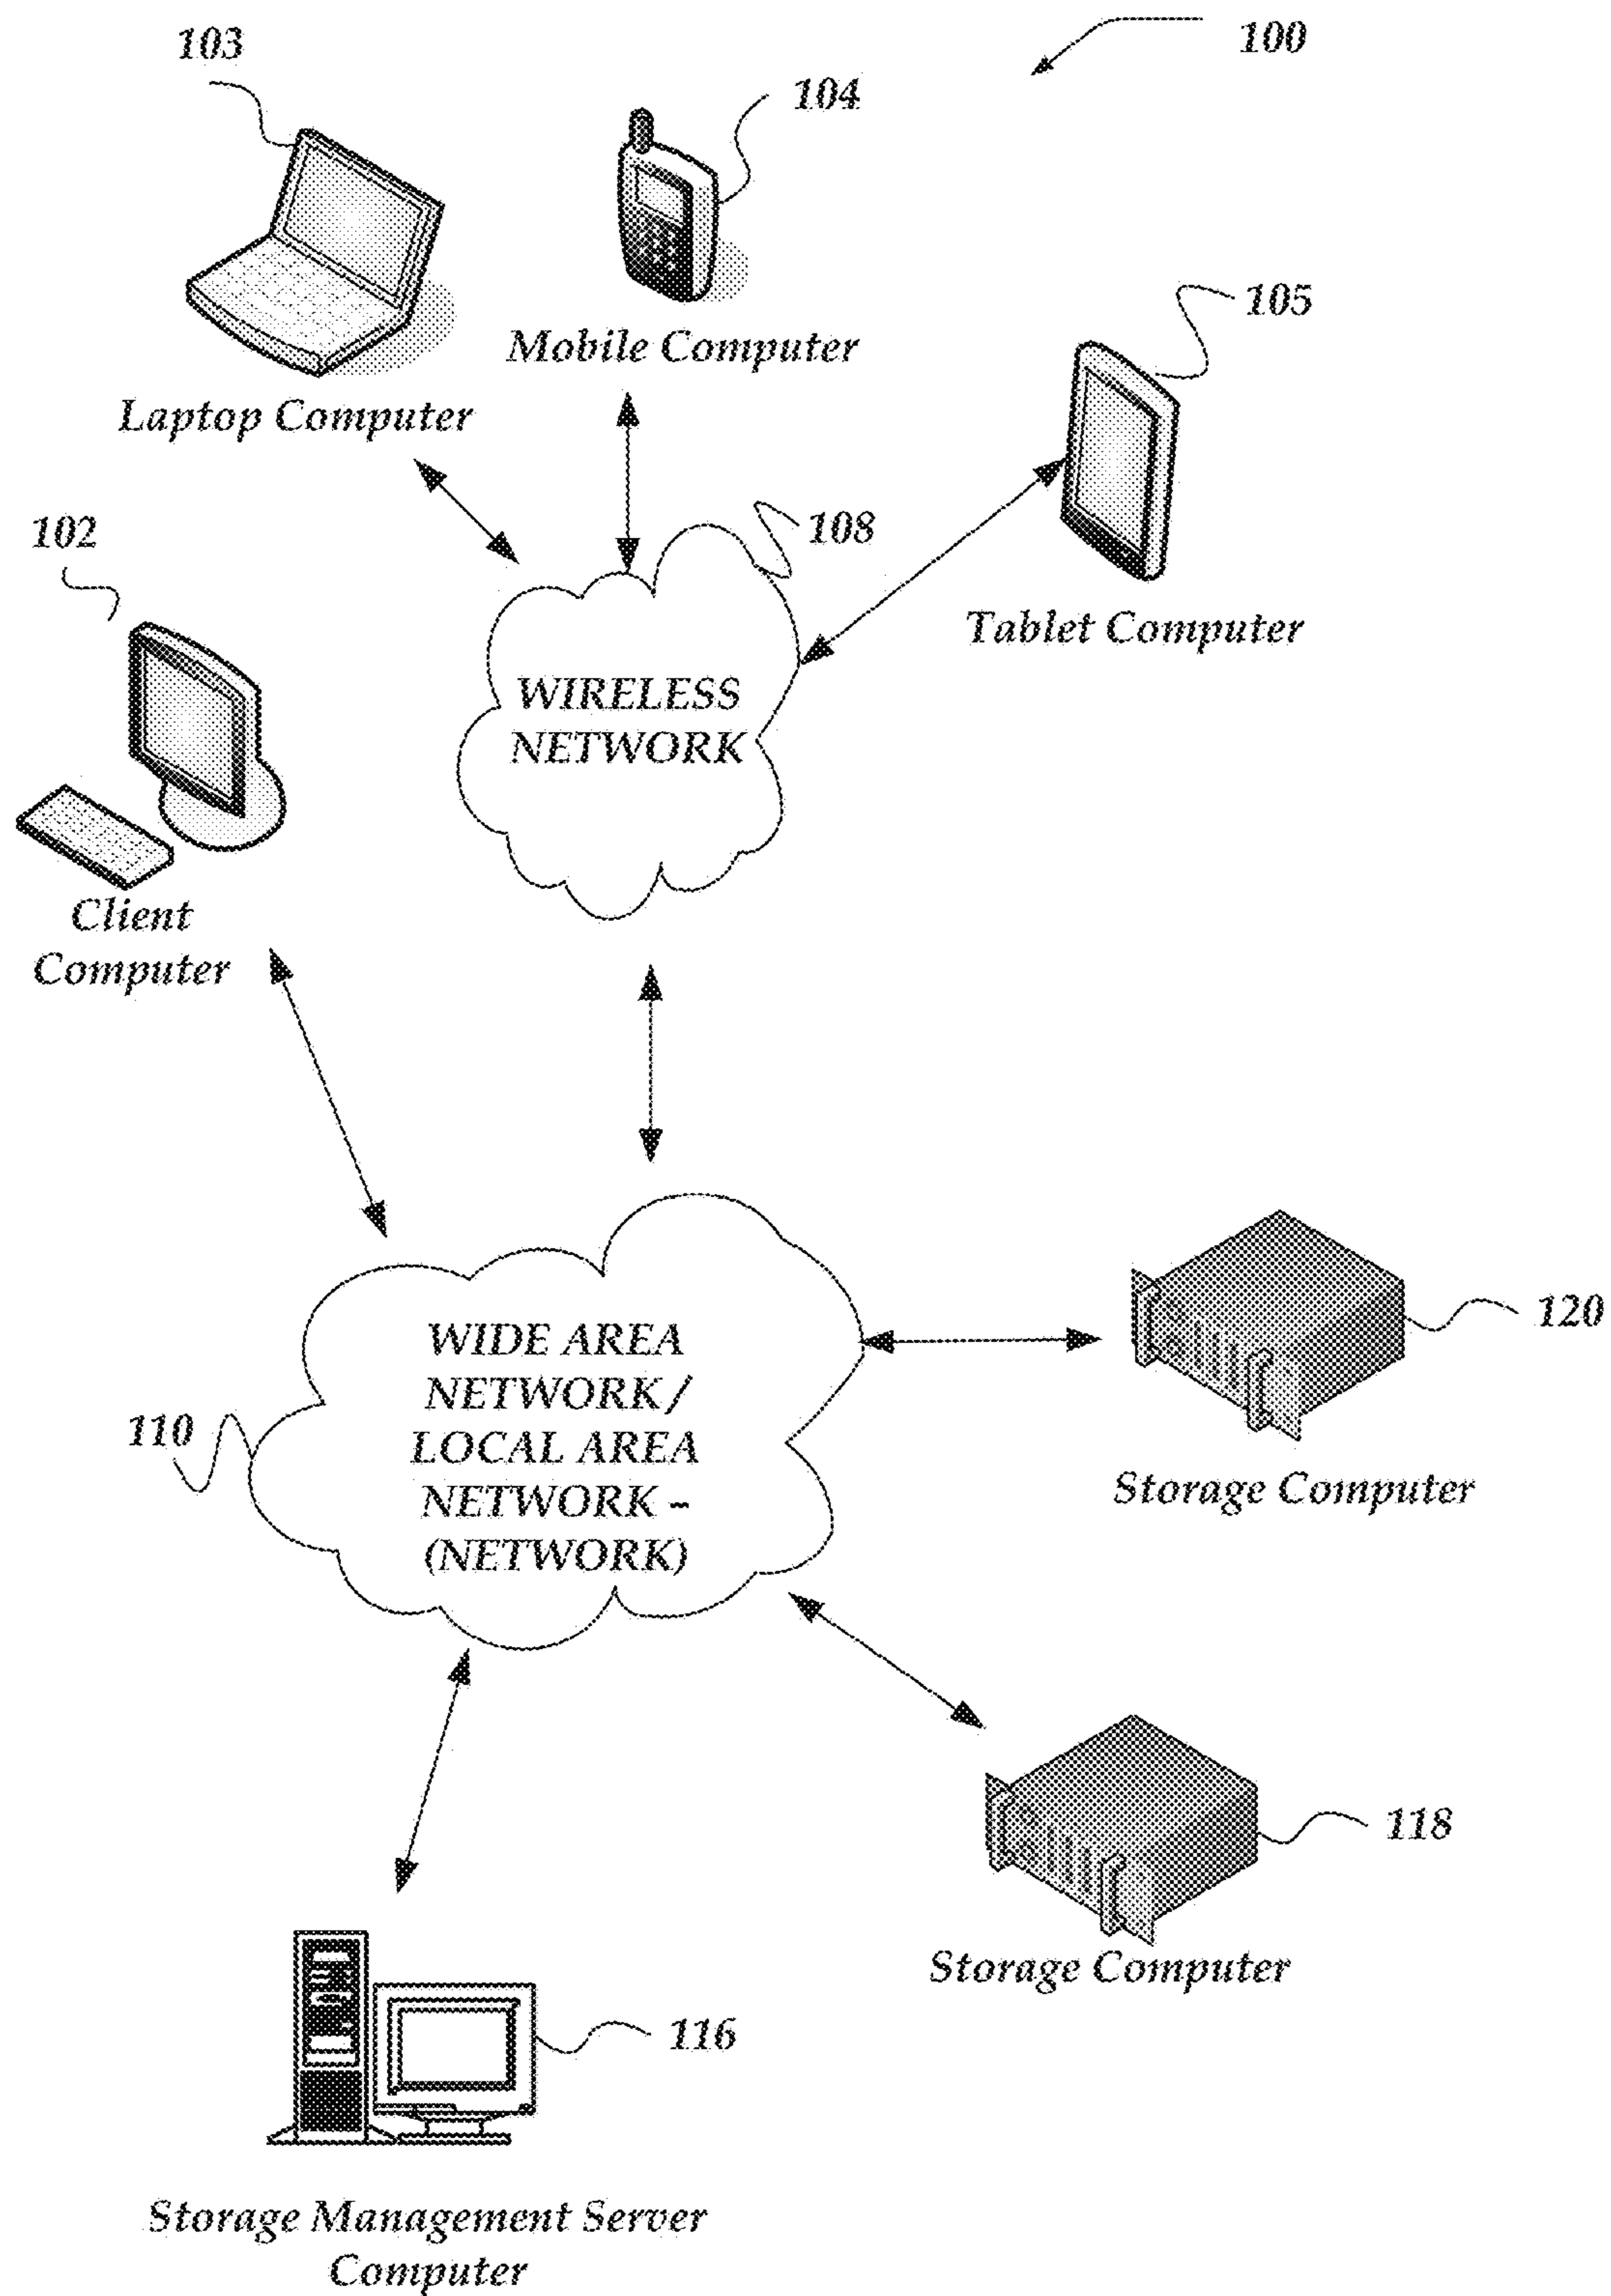 103
100
104
105
Mobile Computer
Laptop Computer
108
102
Tablet Computer
WIRELESS
NETWORK
Client
Computer
120
WIDE AREA
NETWORK /
LOCAL AREA
NETWORK –
(NETWORK)
110
Storage Computer
118
Storage Computer
116
Storage Management Server
Computer